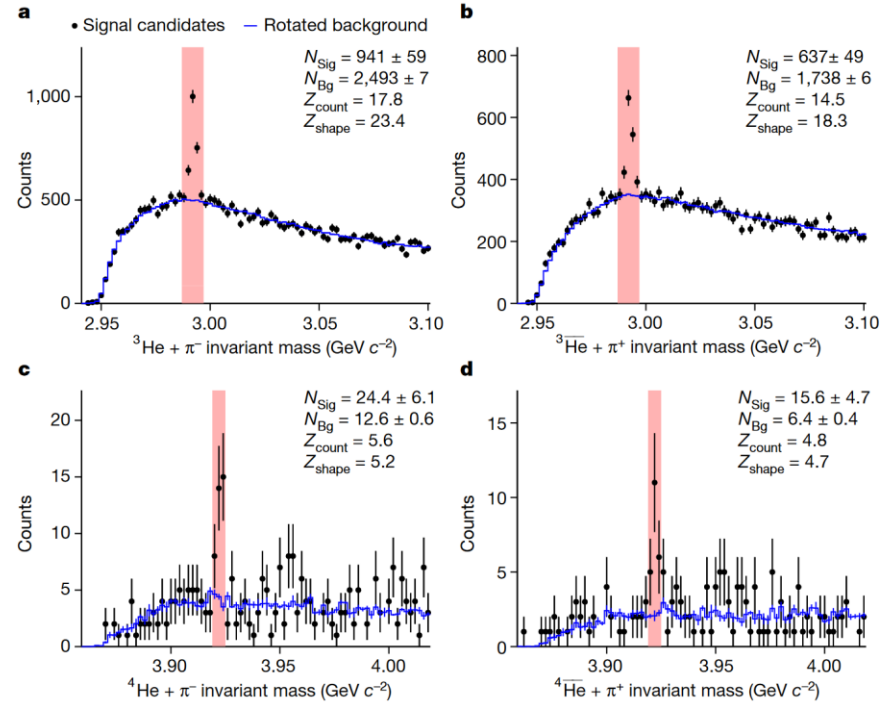 a
● Signal candidates — Rotated background
N_Sig = 941 ± 59
N_Bg = 2,493 ± 7
Z_count = 17.8
Z_shape = 23.4
1,000
500
0
Counts
2.95 3.00 3.05 3.10
³He + π⁻ invariant mass (GeV c⁻²)
b
N_Sig = 637± 49
N_Bg = 1,738 ± 6
Z_count = 14.5
Z_shape = 18.3
800
600
400
200
0
Counts
2.95 3.00 3.05 3.10
³H̅e̅ + π⁺ invariant mass (GeV c⁻²)
c
N_Sig = 24.4 ± 6.1
N_Bg = 12.6 ± 0.6
Z_count = 5.6
Z_shape = 5.2
20
15
10
5
0
Counts
3.90 3.95 4.00
⁴He + π⁻ invariant mass (GeV c⁻²)
d
N_Sig = 15.6 ± 4.7
N_Bg = 6.4 ± 0.4
Z_count = 4.8
Z_shape = 4.7
15
10
5
0
Counts
3.90 3.95 4.00
⁴H̅e̅ + π⁺ invariant mass (GeV c⁻²)